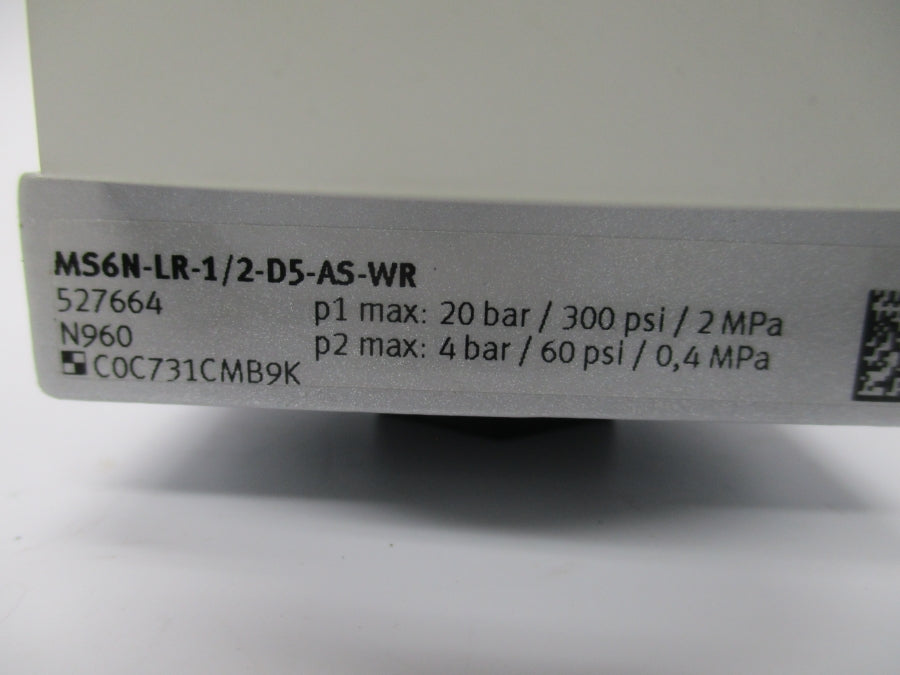 MS6N-LR-1/2-D5-AS-WR
527664
N960
C0C731CMB9K
p1 max: 20 bar / 300 psi / 2 MPa
p2 max: 4 bar / 60 psi / 0,4 MPa